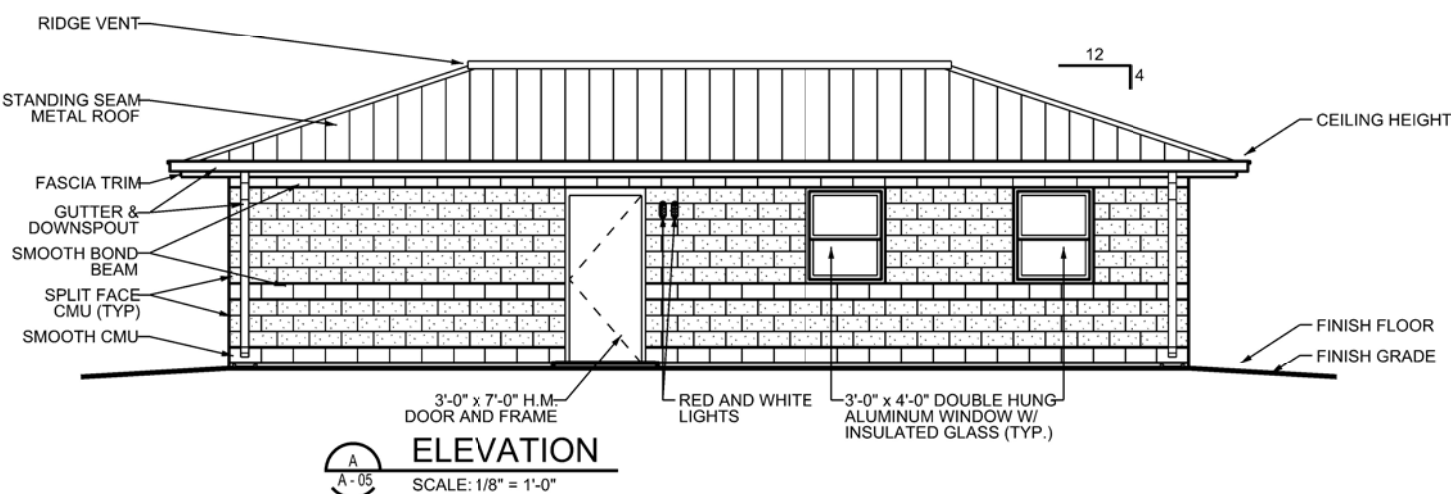 RIDGE VENT
12
4
STANDING SEAM
METAL ROOF
CEILING HEIGHT
FASCIA TRIM
GUTTER &
DOWNSPOUT
SMOOTH BOND
BEAM
SPLIT FACE
CMU (TYP)
SMOOTH CMU
FINISH FLOOR
FINISH GRADE
3'-0" x 7'-0" H.M.
DOOR AND FRAME
RED AND WHITE
LIGHTS
3'-0" x 4'-0" DOUBLE HUNG
ALUMINUM WINDOW W/
INSULATED GLASS (TYP.)
A
A - 05
ELEVATION
SCALE: 1/8" = 1'-0"